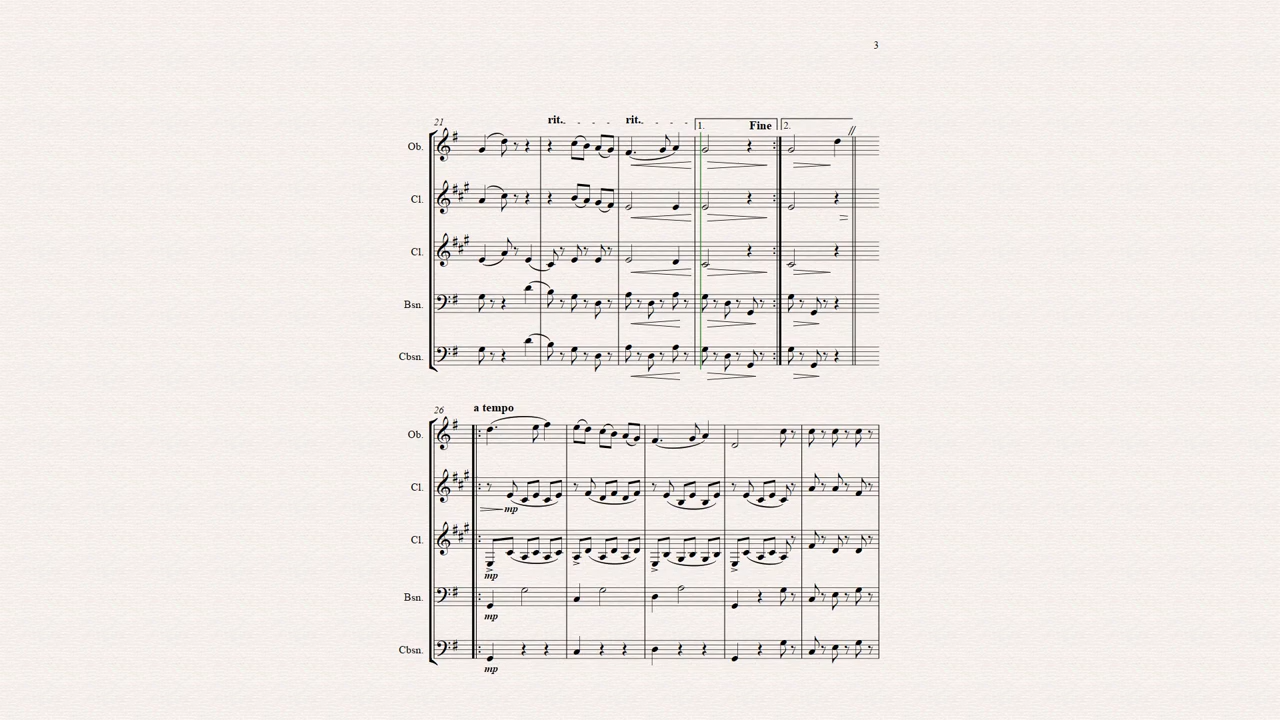 3
21
rit.
rit.
1.
Fine
2.
Ob.
Cl.
Cl.
Bsn.
Cbsn.
26
a tempo
Ob.
Cl.
mp
Cl.
mp
Bsn.
mp
Cbsn.
mp